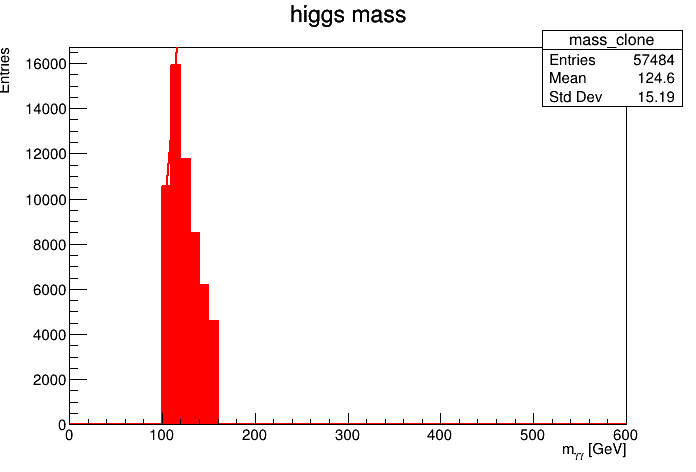 higgs mass
mass_clone
Entries 57484
Mean 124.6
Std Dev 15.19
Entries
16000
14000
12000
10000
8000
6000
4000
2000
0
0 100 200 300 400 500 600
m_γγ [GeV]